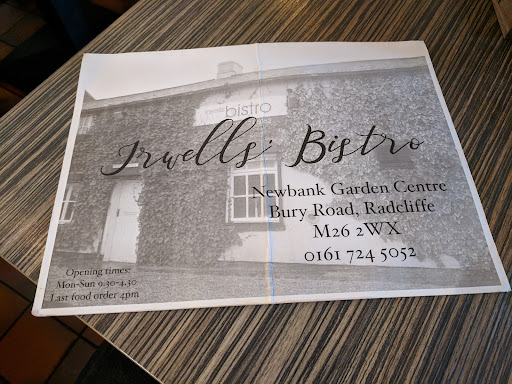 bistro
Irwells' Bistro
Newbank Garden Centre
Bury Road, Radcliffe
M26 2WX
0161 724 5052
Opening times:
Mon-Sun 9.30-4.30
Last food order 4pm